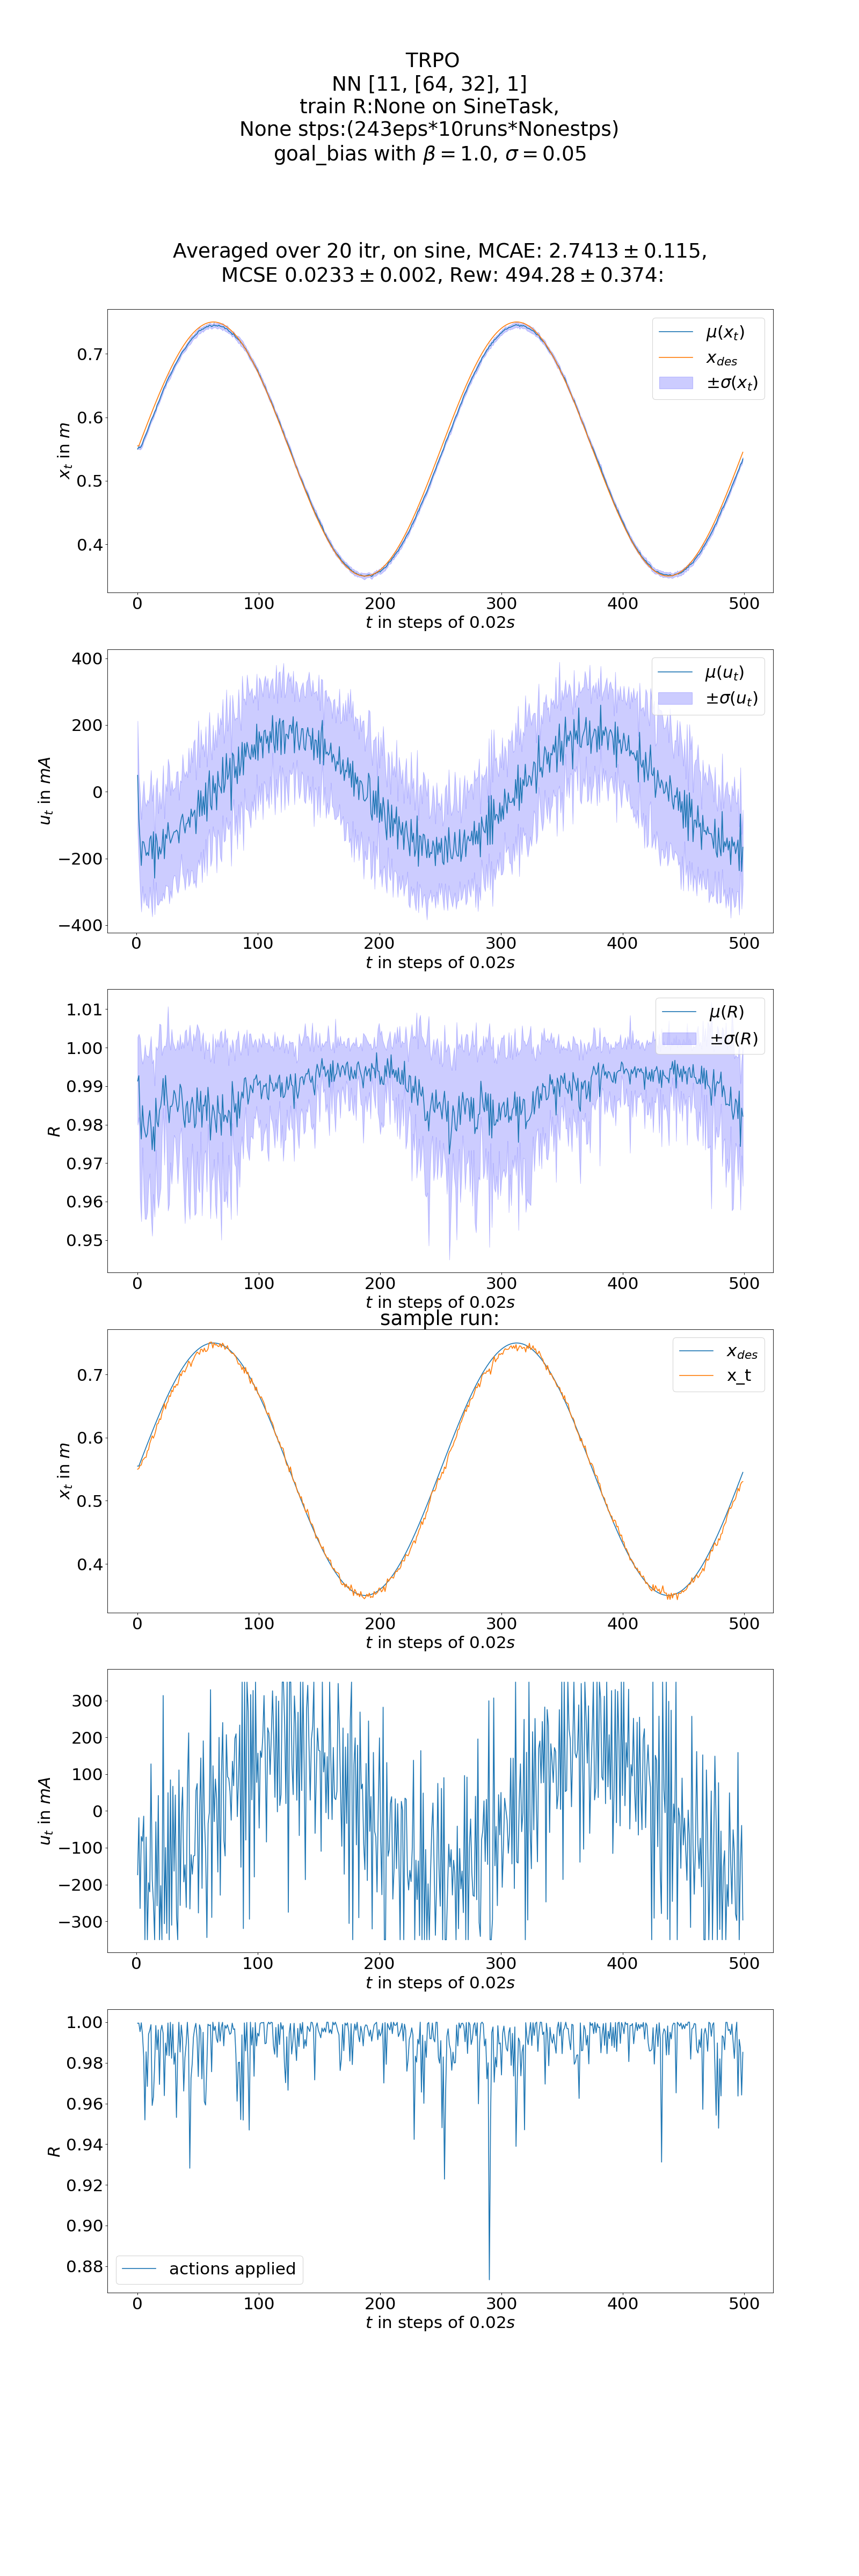 TRPO
NN [11, [64, 32], 1]
train R:None on SineTask,
None stps:(243eps*10runs*Nonestps)
goal_bias with β = 1.0, σ = 0.05
Averaged over 20 itr, on sine, MCAE: 2.7413 ± 0.115,
MCSE 0.0233 ± 0.002, Rew: 494.28 ± 0.374:
μ(x_t)
x_des
±σ(x_t)
0.7
0.6
0.5
0.4
x_t in m
0 100 200 300 400 500
t in steps of 0.02s
μ(u_t)
±σ(u_t)
400
200
0
−200
−400
u_t in mA
0 100 200 300 400 500
t in steps of 0.02s
μ(R)
±σ(R)
1.01
1.00
0.99
0.98
0.97
0.96
0.95
R
0 100 200 300 400 500
t in steps of 0.02s
sample run:
x_des
x_t
0.7
0.6
0.5
0.4
x_t in m
0 100 200 300 400 500
t in steps of 0.02s
300
200
100
0
−100
−200
−300
u_t in mA
0 100 200 300 400 500
t in steps of 0.02s
1.00
0.98
0.96
0.94
0.92
0.90
0.88
R
actions applied
0 100 200 300 400 500
t in steps of 0.02s